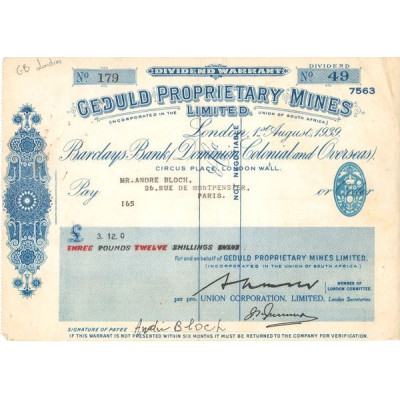 GB London
DIVIDEND WARRANT
No 179
DIVIDEND
No 49
7563
GEDULD PROPRIETARY MINES
LIMITED.
(INCORPORATED IN THE UNION OF SOUTH AFRICA)
London, 1st August, 1939.
Barclays Bank (Dominion, Colonial and Overseas),
CIRCUS PLACE, LONDON WALL.
NOT NEGOTIABLE
MR. ANDRE BLOCH,
Pay 26, RUE DE MONTPENSIER, or Order
PARIS.
165
£ 3 12. 0
THREE POUNDS TWELVE SHILLINGS
For and on behalf of GEDULD PROPRIETARY MINES LIMITED,
(INCORPORATED IN THE UNION OF SOUTH AFRICA)
MEMBER OF LONDON COMMITTEE
per pro. UNION CORPORATION, LIMITED, London Secretaries
SIGNATURE OF PAYEE André Bloch
IF THIS WARRANT IS NOT PRESENTED WITHIN SIX MONTHS IT MUST BE RETURNED TO THE COMPANY FOR VERIFICATION.